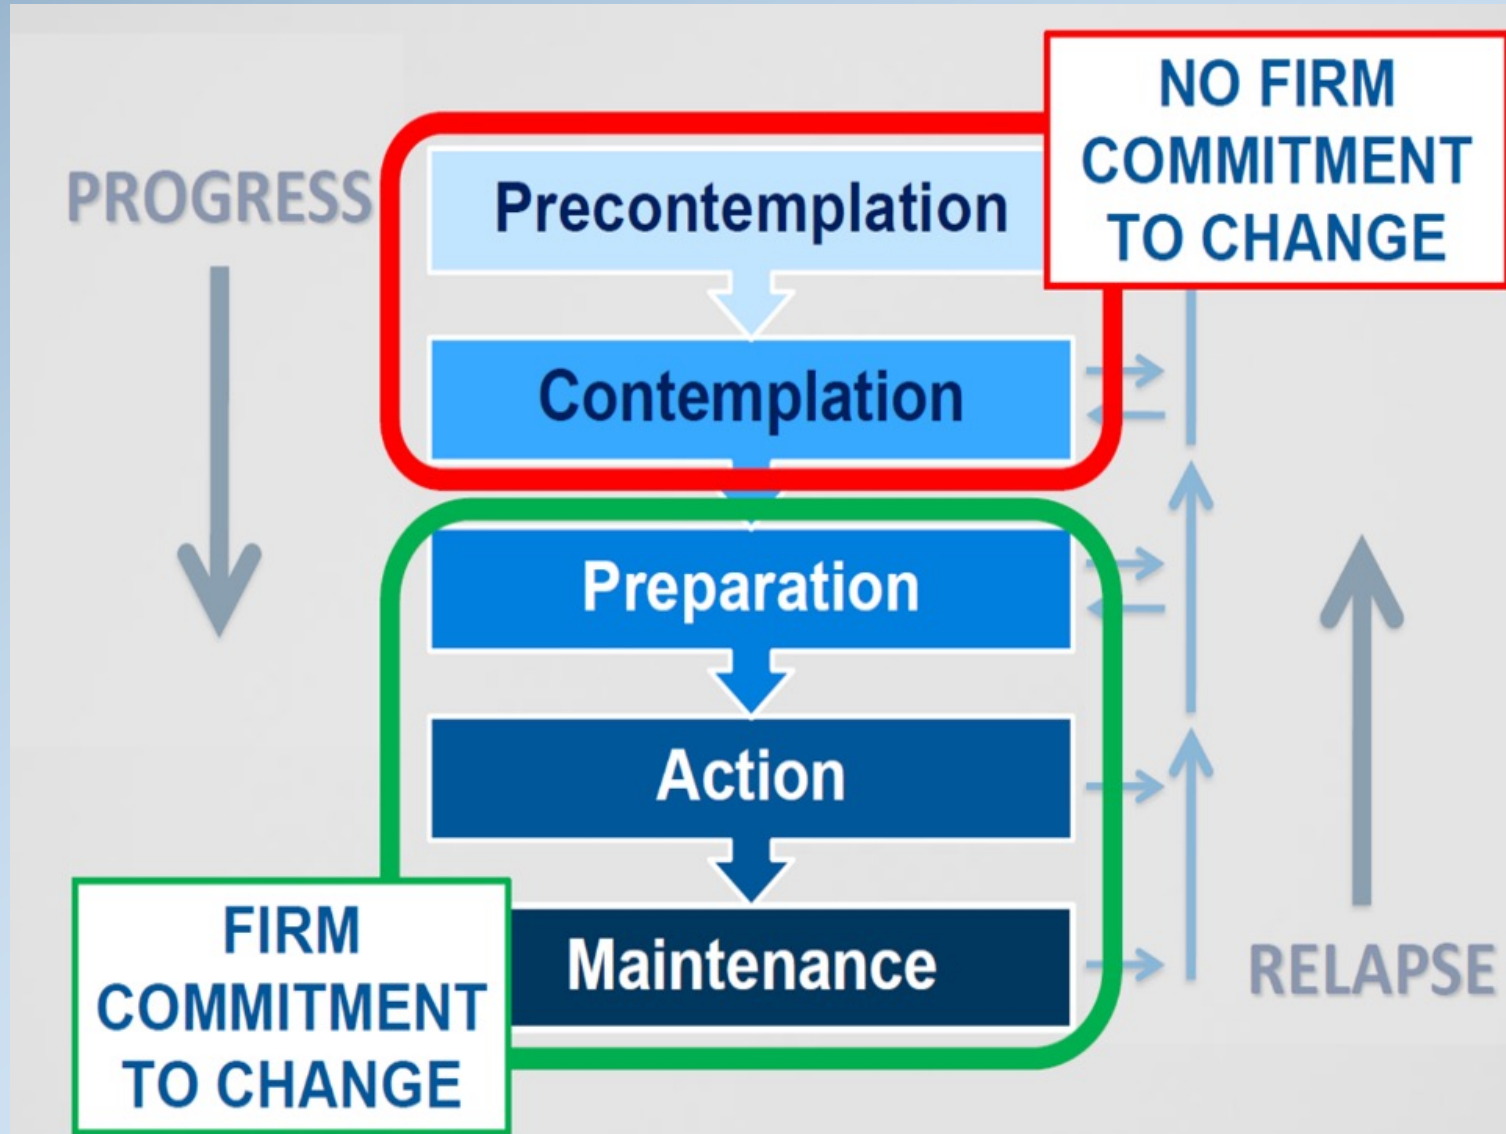 NO FIRM
COMMITMENT
TO CHANGE
PROGRESS
Precontemplation
Contemplation
Preparation
Action
Maintenance
RELAPSE
FIRM
COMMITMENT
TO CHANGE